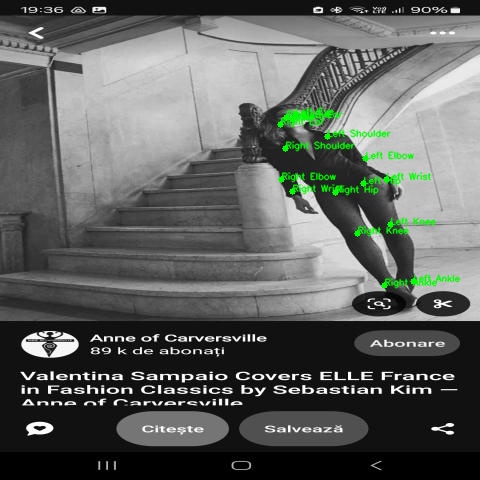 19:36
90%
Left Shoulder
Right Shoulder
Left Elbow
Right Elbow
Left Wrist
Right Wrist
Right Hip
Left Knee
Right Knee
Left Ankle
Right Ankle
Anne of Carversville
89 k de abonați
Abonare
Valentina Sampaio Covers ELLE France
in Fashion Classics by Sebastian Kim —
Anne of Carversville
Citește
Salvează